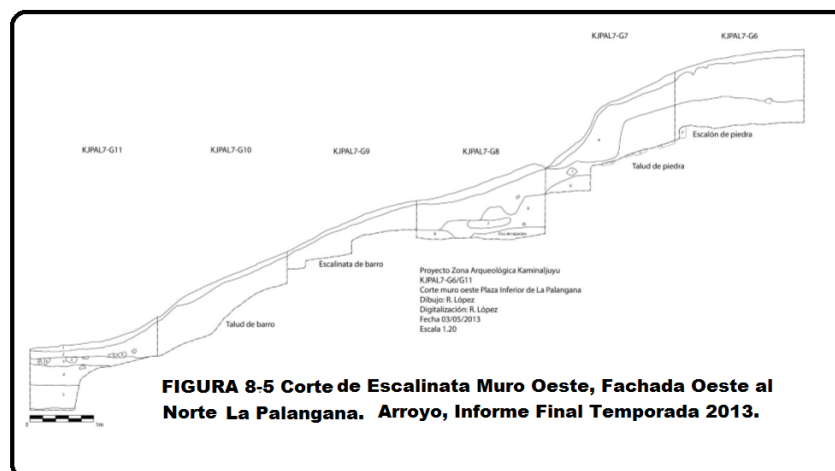 KJPAL7-G7
KJPAL7-G6
KJPAL7-G11
KJPAL7-G10
KJPAL7-G9
KJPAL7-G8
Escalón de piedra
Talud de piedra
Escalinata de barro
Talud de barro
Proyecto Zona Arqueológica Kaminaljuyu
KJPAL7-G6/G11
Corte muro oeste Plaza Inferior de La Palangana
Dibujo: R. López
Digitalización: R. López
Fecha 03/05/2013
Escala 1.20
FIGURA 8-5 Corte de Escalinata Muro Oeste, Fachada Oeste al
Norte La Palangana. Arroyo, Informe Final Temporada 2013.
0 1m